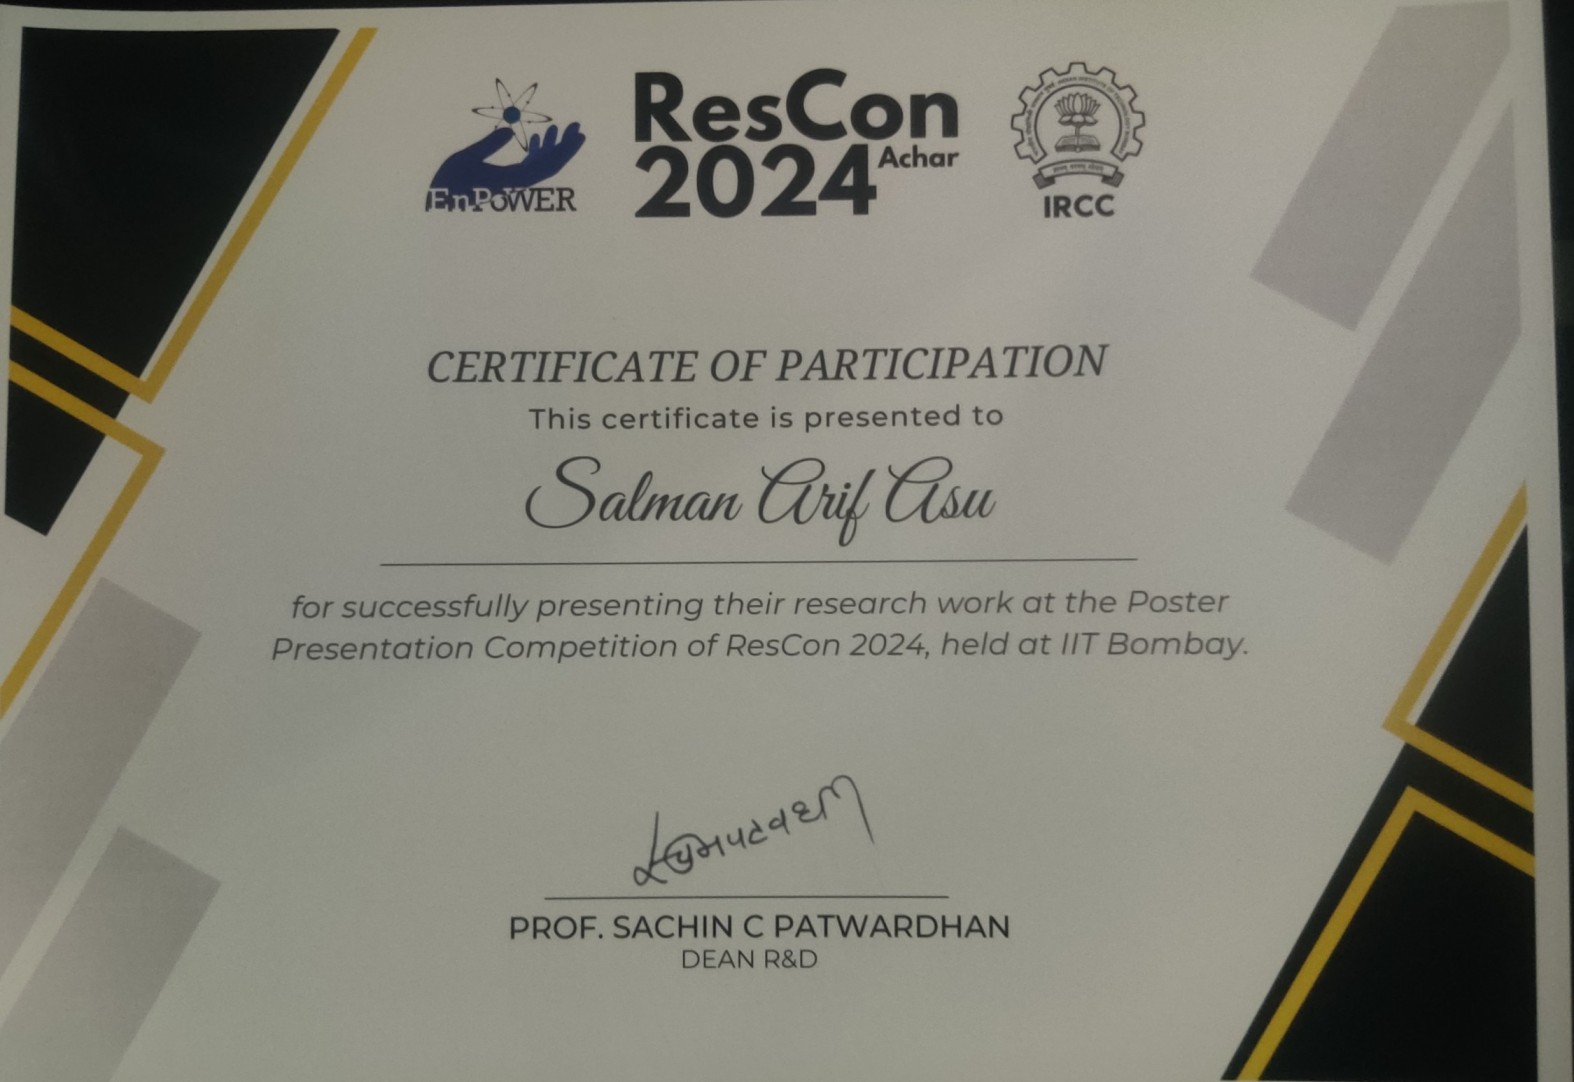 EnPoWER
ResCon
2024 Achar
IRCC
CERTIFICATE OF PARTICIPATION
This certificate is presented to
Salman Arif Asu
for successfully presenting their research work at the Poster
Presentation Competition of ResCon 2024, held at IIT Bombay.
PROF. SACHIN C PATWARDHAN
DEAN R&D